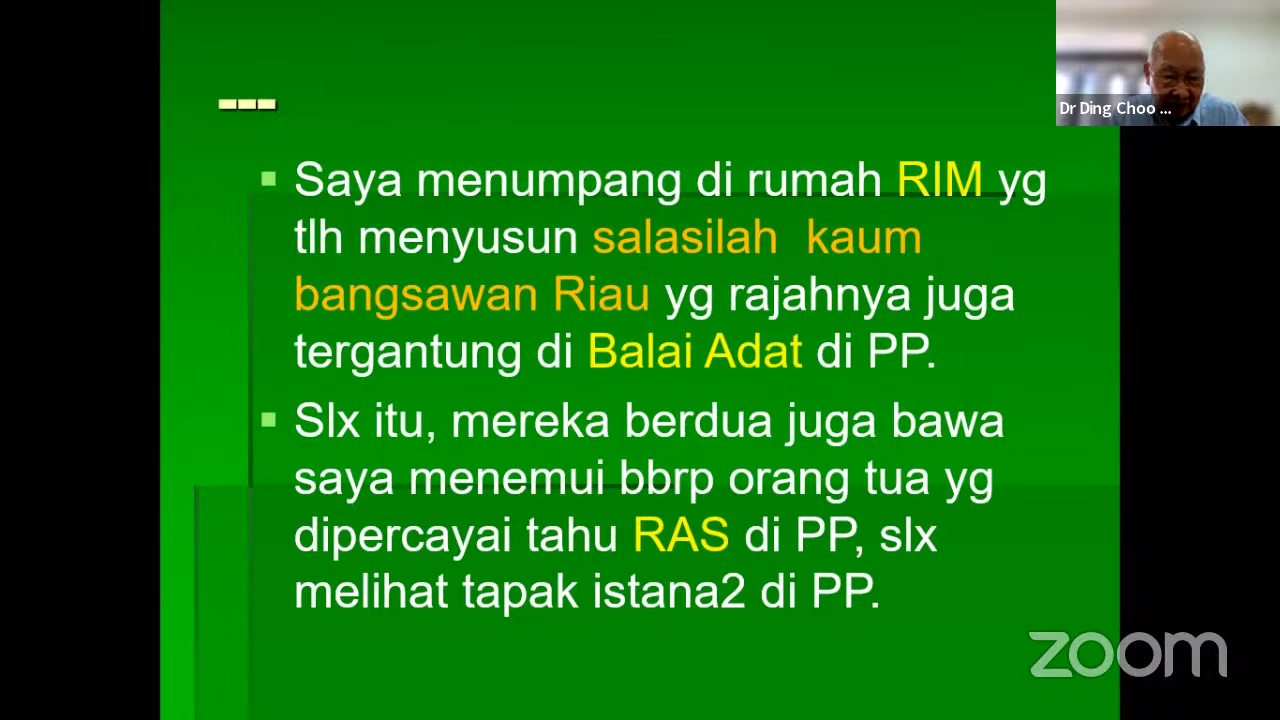 ---
Dr Ding Choo ...
Saya menumpang di rumah RIM yg
tlh menyusun salasilah kaum
bangsawan Riau yg rajahnya juga
tergantung di Balai Adat di PP.
Slx itu, mereka berdua juga bawa
saya menemui bbrp orang tua yg
dipercayai tahu RAS di PP, slx
melihat tapak istana2 di PP.
zoom